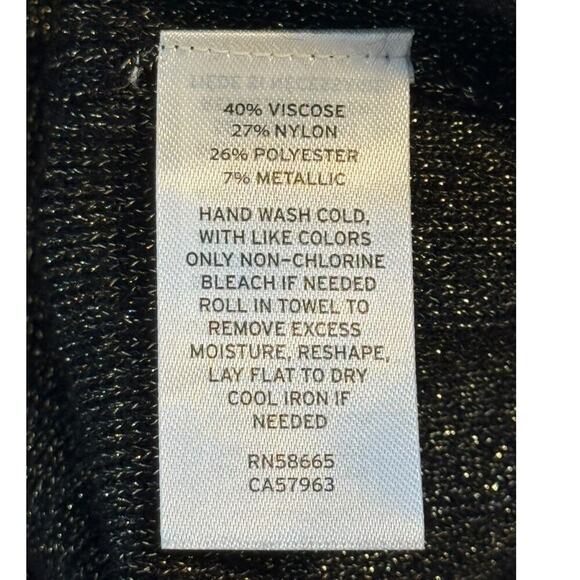 40% VISCOSE
27% NYLON
26% POLYESTER
7% METALLIC
HAND WASH COLD,
WITH LIKE COLORS
ONLY NON-CHLORINE
BLEACH IF NEEDED
ROLL IN TOWEL TO
REMOVE EXCESS
MOISTURE, RESHAPE,
LAY FLAT TO DRY
COOL IRON IF
NEEDED
RN58665
CA57963